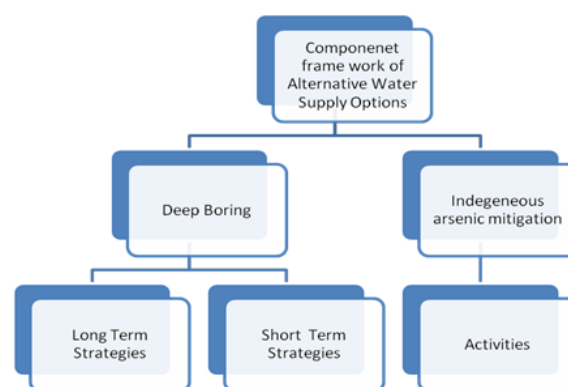 Componenet
frame work of
Alternative Water
Supply Options
Deep Boring
Indegeneous
arsenic mitigation
Long Term
Strategies
Short Term
Strategies
Activities